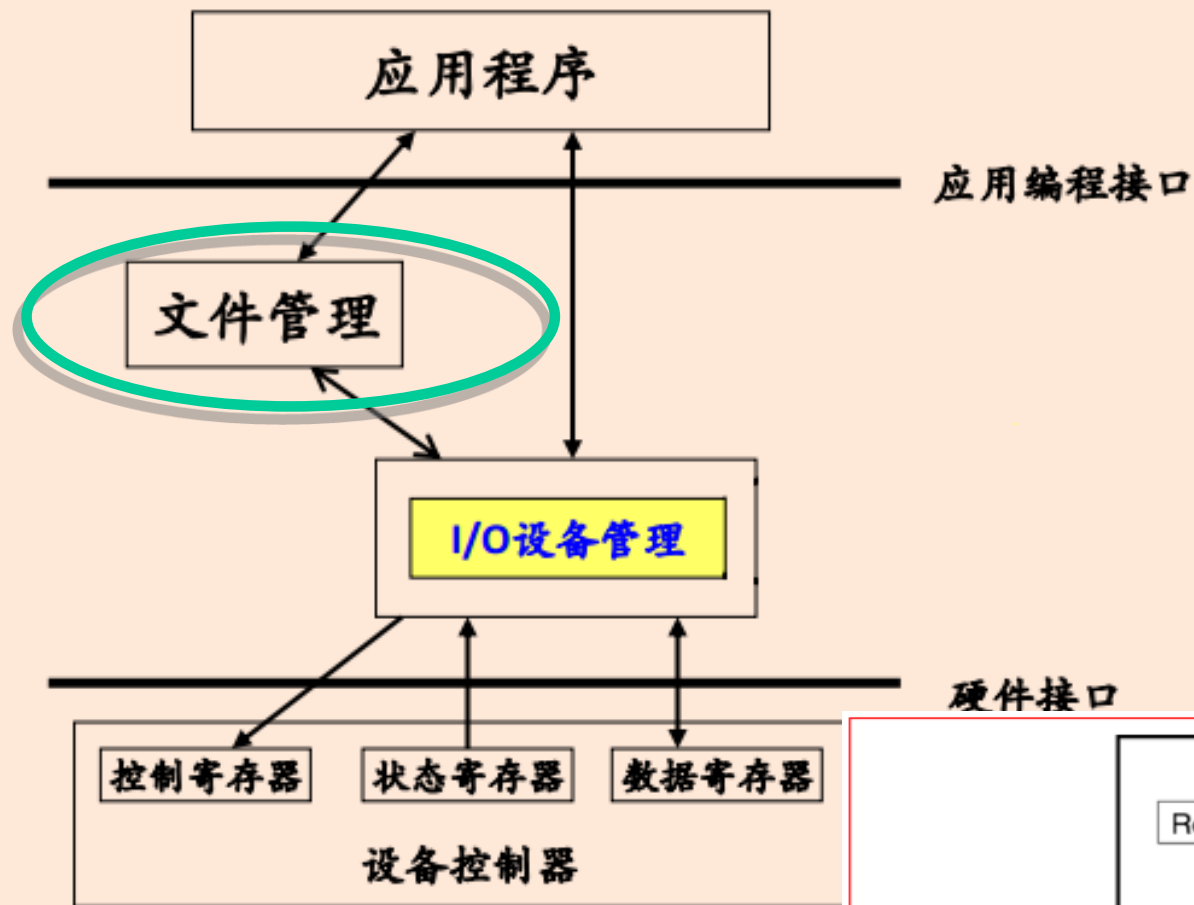 应用程序
应用编程接口
文件管理
I/O设备管理
硬件接口
控制寄存器 状态寄存器 数据寄存器
设备控制器